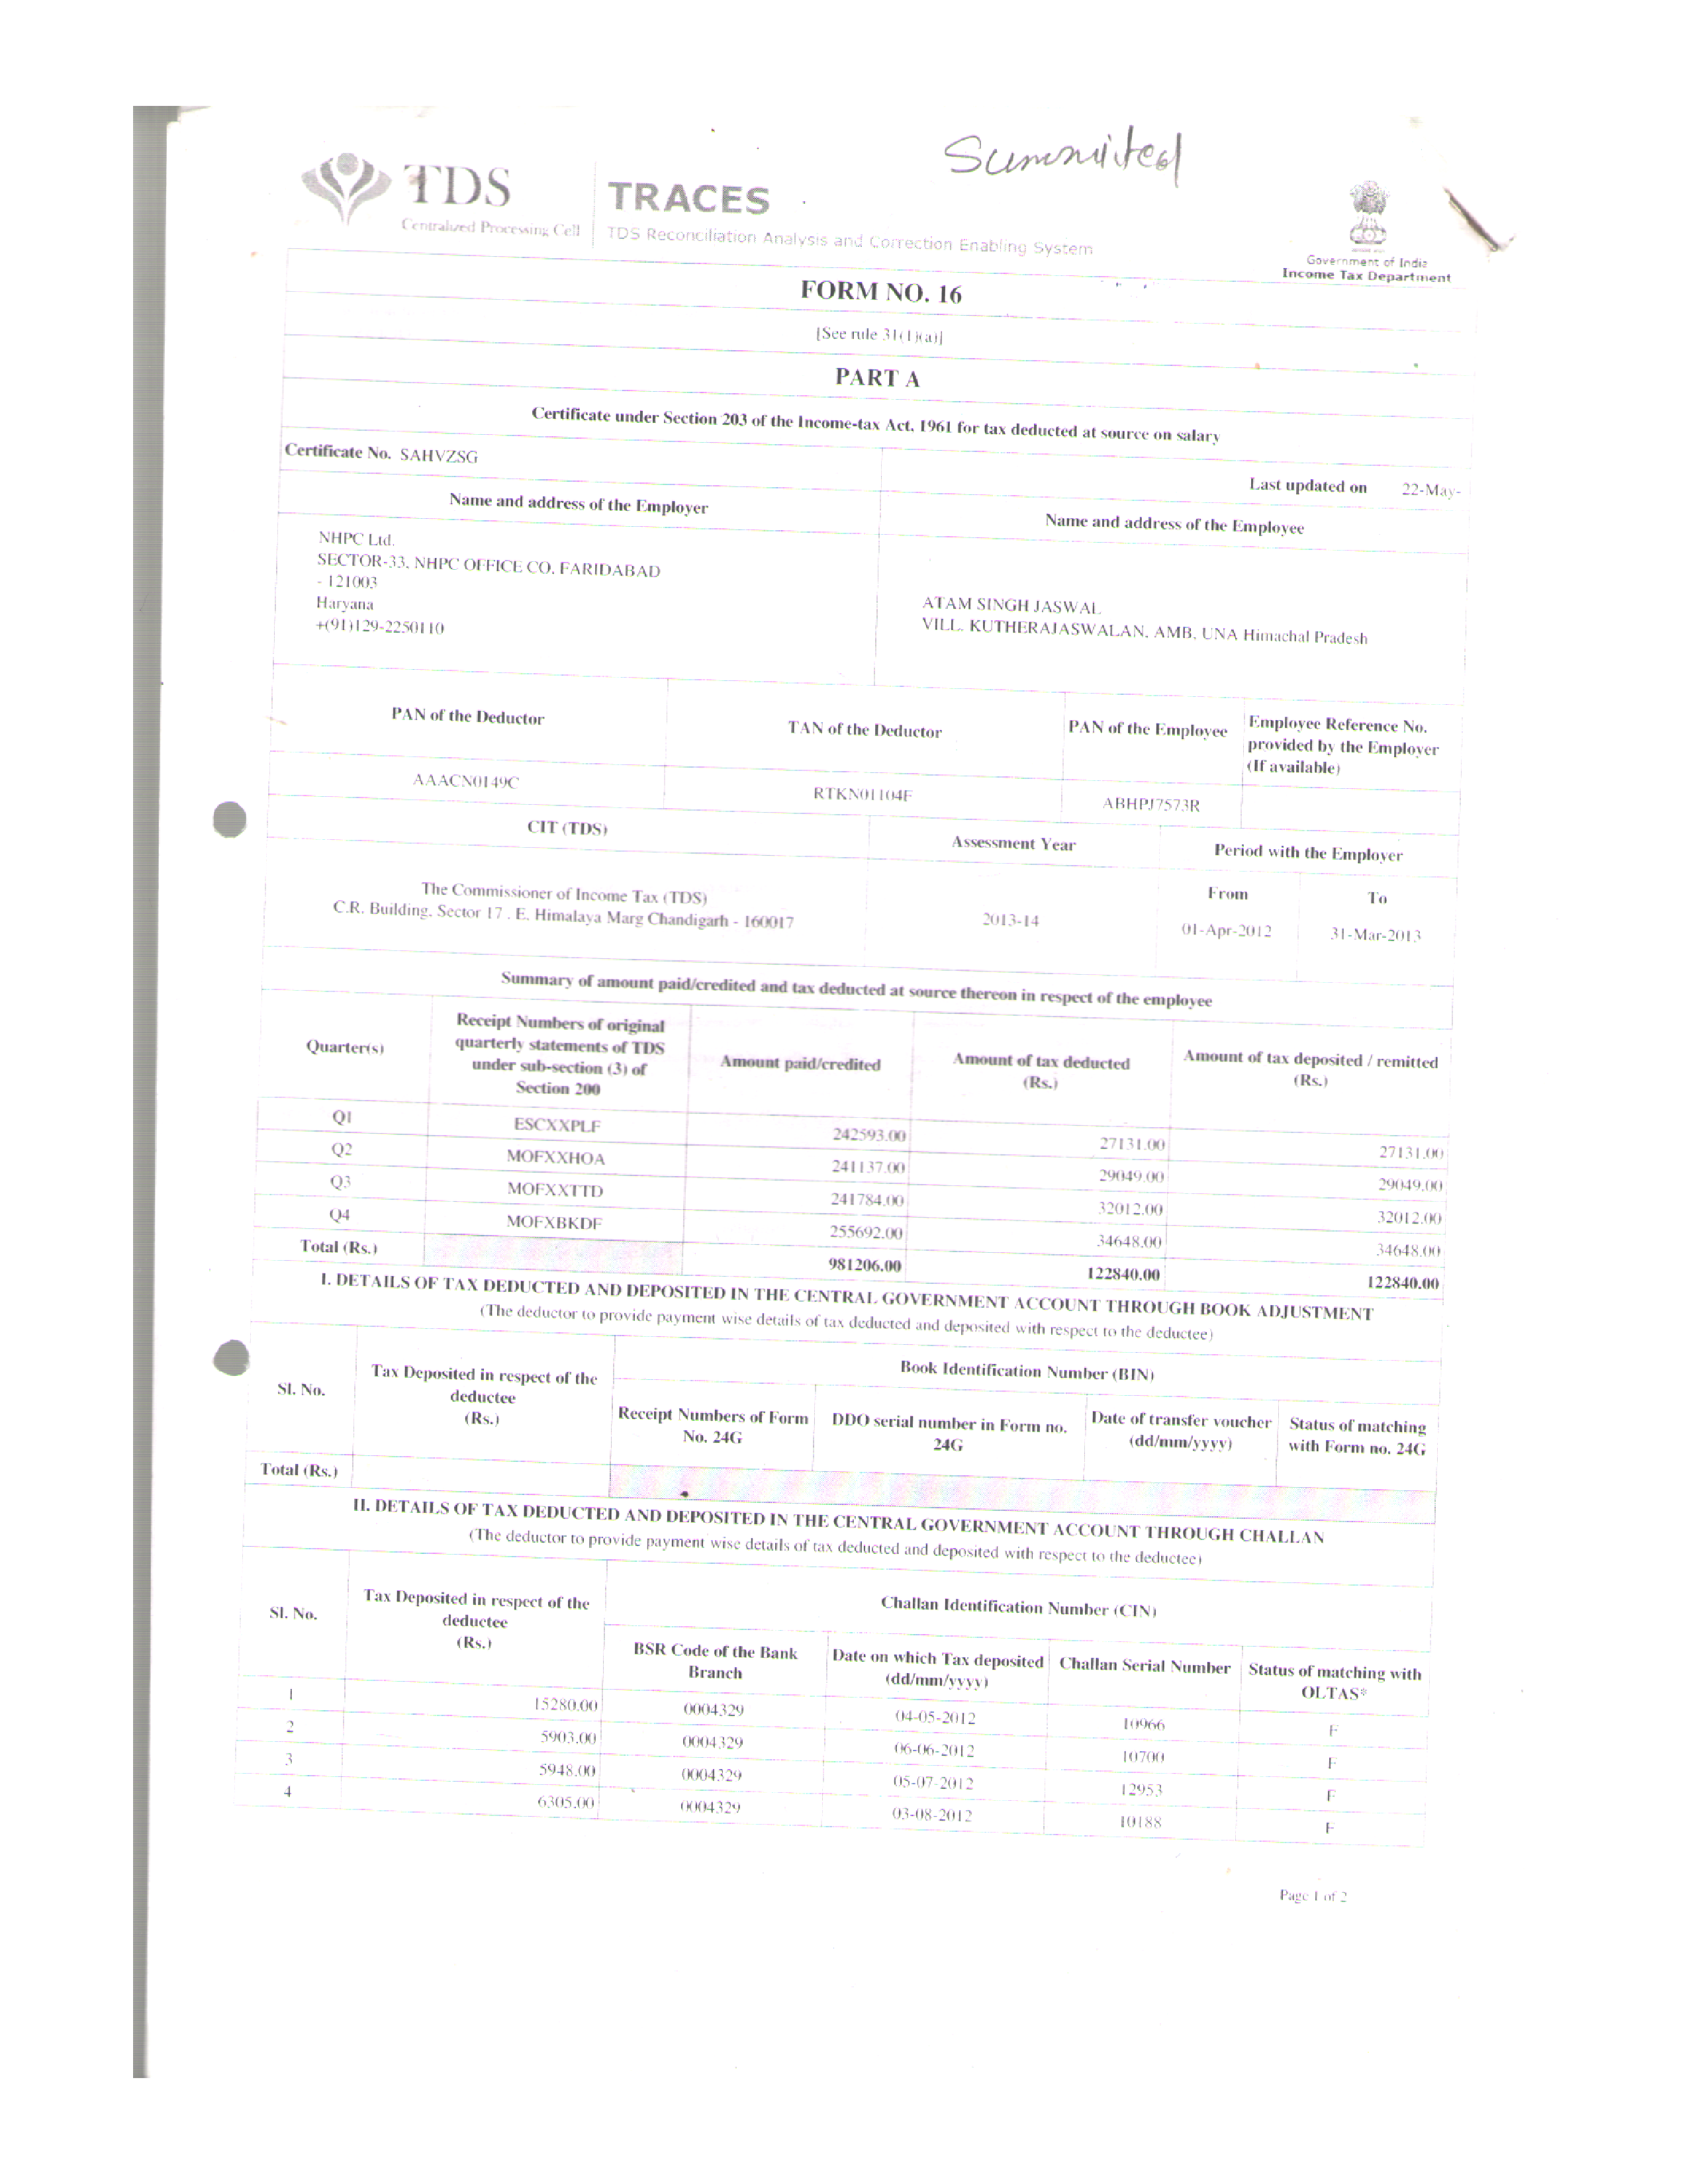 Summuited
TDS
Centralized Processing Cell
TRACES
TDS Reconciliation Analysis and Correction Enabling System
Government of India
Income Tax Department
FORM NO. 16
[See rule 31(1)(a)]
PART A
Certificate under Section 203 of the Income-tax Act, 1961 for tax deducted at source on salary
Certificate No. SAHVZSG
Last updated on 22-May-
Name and address of the Employer
Name and address of the Employee
NHPC Ltd.
SECTOR-33, NHPC OFFICE CO, FARIDABAD
- 121003
Haryana
+(91)129-2250110
ATAM SINGH JASWAL
VILL. KUTHERAJASWALAN, AMB, UNA Himachal Pradesh
PAN of the Deductor
TAN of the Deductor
PAN of the Employee
Employee Reference No.
provided by the Employer
(If available)
AAACN0149C
RTKN01104F
ABHPJ7573R
CIT (TDS)
Assessment Year
Period with the Employer
The Commissioner of Income Tax (TDS)
C.R. Building, Sector 17 . E, Himalaya Marg Chandigarh - 160017
2013-14
From
To
01-Apr-2012
31-Mar-2013
Summary of amount paid/credited and tax deducted at source thereon in respect of the employee
Quarter(s)
Receipt Numbers of original
quarterly statements of TDS
under sub-section (3) of
Section 200
Amount paid/credited
Amount of tax deducted
(Rs.)
Amount of tax deposited / remitted
(Rs.)
Q1 ESCXXPLF 242593.00 27131.00 27131.00
Q2 MOFXXHOA 241137.00 29049.00 29049.00
Q3 MOFXXTTD 241784.00 32012.00 32012.00
Q4 MOFXBKDF 255692.00 34648.00 34648.00
Total (Rs.) 981206.00 122840.00 122840.00
I. DETAILS OF TAX DEDUCTED AND DEPOSITED IN THE CENTRAL GOVERNMENT ACCOUNT THROUGH BOOK ADJUSTMENT
(The deductor to provide payment wise details of tax deducted and deposited with respect to the deductee)
Sl. No.
Tax Deposited in respect of the
deductee
(Rs.)
Book Identification Number (BIN)
Receipt Numbers of Form
No. 24G
DDO serial number in Form no.
24G
Date of transfer voucher
(dd/mm/yyyy)
Status of matching
with Form no. 24G
Total (Rs.)
II. DETAILS OF TAX DEDUCTED AND DEPOSITED IN THE CENTRAL GOVERNMENT ACCOUNT THROUGH CHALLAN
(The deductor to provide payment wise details of tax deducted and deposited with respect to the deductee)
Sl. No.
Tax Deposited in respect of the
deductee
(Rs.)
Challan Identification Number (CIN)
BSR Code of the Bank
Branch
Date on which Tax deposited
(dd/mm/yyyy)
Challan Serial Number
Status of matching with
OLTAS*
1 15280.00 0004329 04-05-2012 10966 F
2 5903.00 0004329 06-06-2012 10700 F
3 5948.00 0004329 05-07-2012 12953 F
4 6305.00 0004329 03-08-2012 10188 F
Page 1 of 2